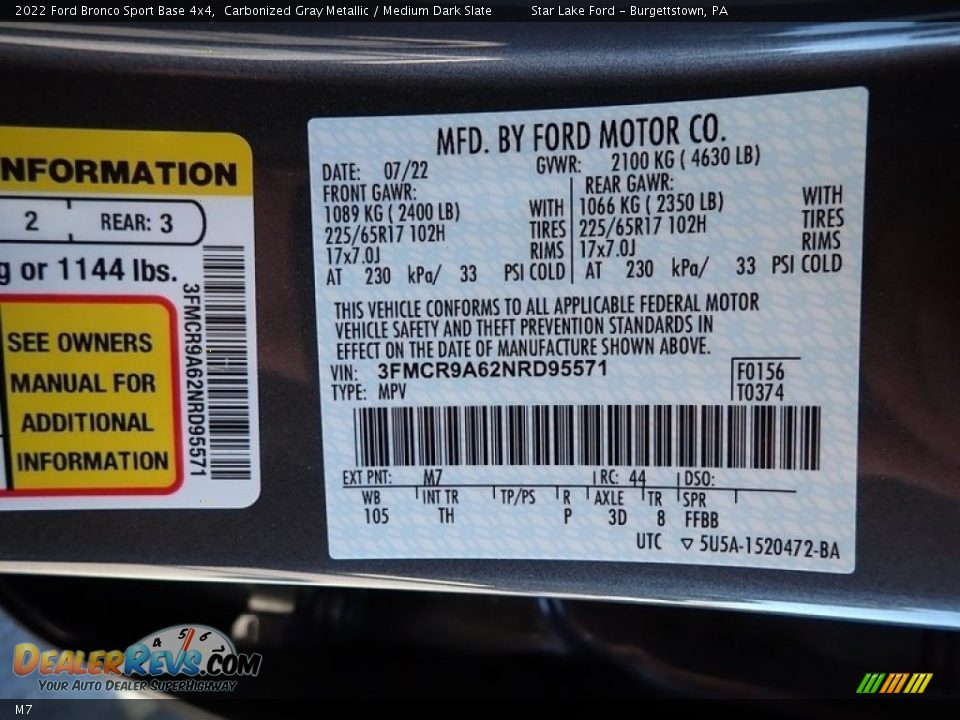 2022 Ford Bronco Sport Base 4x4, Carbonized Gray Metallic / Medium Dark Slate Star Lake Ford - Burgettstown, PA
NFORMATION
2 REAR: 3
g or 1144 lbs.
3FMCR9A62NRD95571
SEE OWNERS
MANUAL FOR
ADDITIONAL
INFORMATION
MFD. BY FORD MOTOR CO.
DATE: 07/22 GVWR: 2100 KG ( 4630 LB)
FRONT GAWR: REAR GAWR:
1089 KG ( 2400 LB) WITH 1066 KG ( 2350 LB) WITH
225/65R17 102H TIRES 225/65R17 102H TIRES
17x7.0J RIMS 17x7.0J RIMS
AT 230 kPa/ 33 PSI COLD AT 230 kPa/ 33 PSI COLD
THIS VEHICLE CONFORMS TO ALL APPLICABLE FEDERAL MOTOR
VEHICLE SAFETY AND THEFT PREVENTION STANDARDS IN
EFFECT ON THE DATE OF MANUFACTURE SHOWN ABOVE.
VIN: 3FMCR9A62NRD95571 F0156
TYPE: MPV T0374
EXT PNT: M7 RC: 44 DSO:
WB INT TR TP/PS R AXLE TR SPR
105 TH P 3D 8 FFBB
UTC ▽ 5U5A-1520472-BA
4 5 6
DEALERREVS.COM
YOUR AUTO DEALER SUPERHIGHWAY
M7